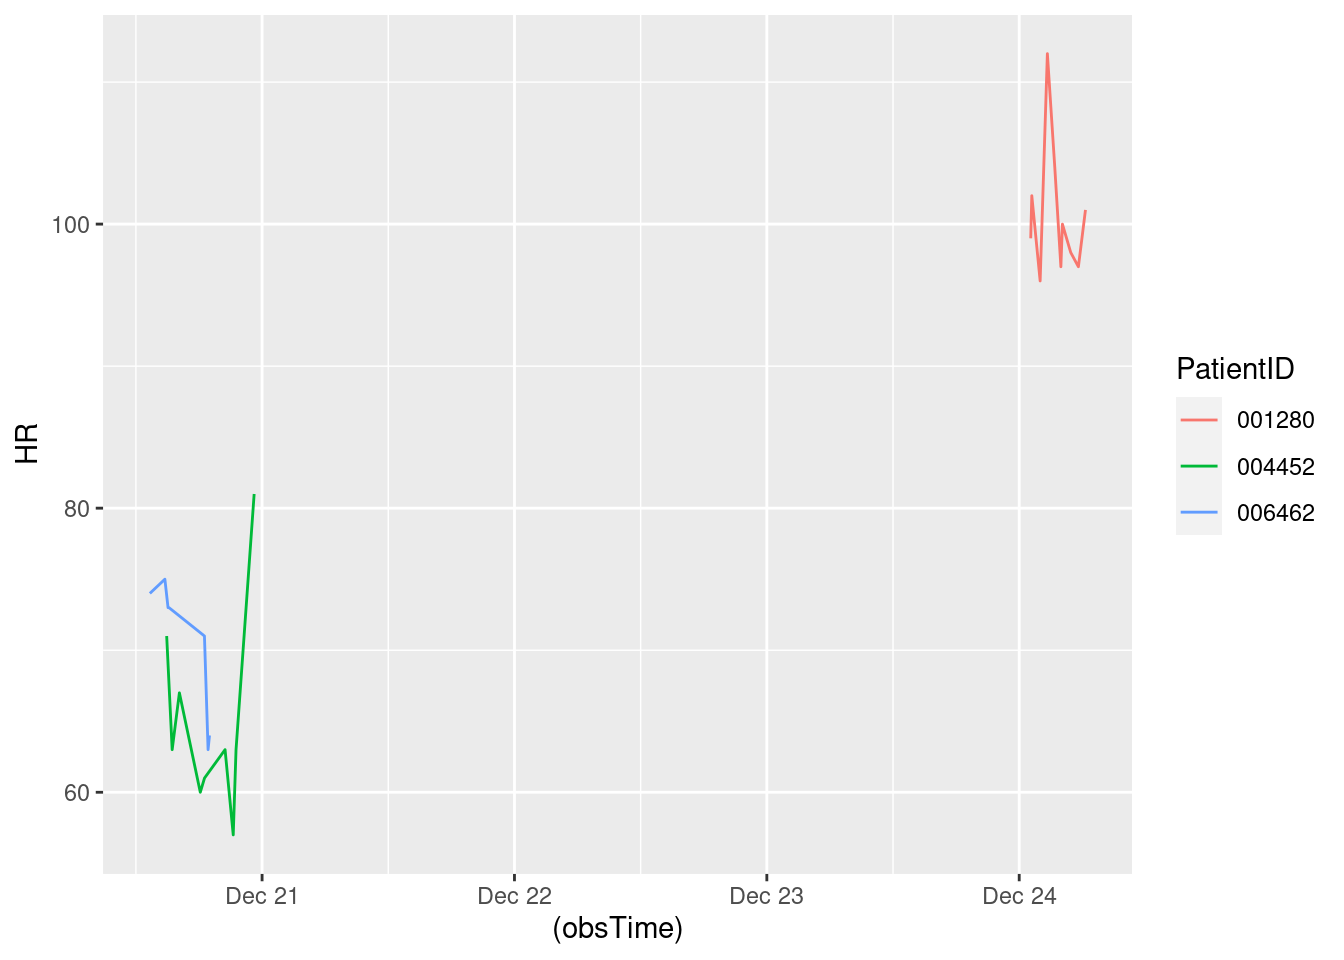 HR
100
80
60
Dec 21
Dec 22
Dec 23
Dec 24
(obsTime)
PatientID
001280
004452
006462